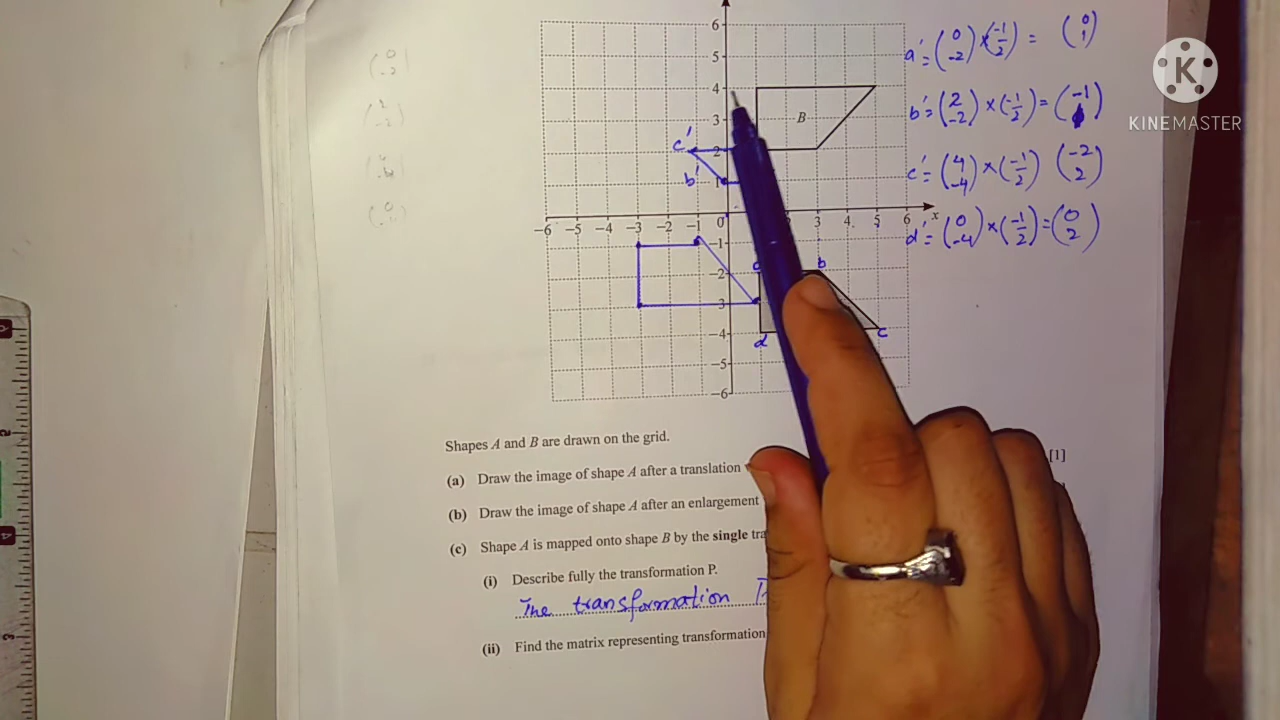 6
5
4
3
2
1
B
c'
b'
-6 -5 -4 -3 -2 -1 0 2 3 4 5 6 x
-1
-2
3
-4
-5
-6
b
c
d
a' = (0 -2) × (-1/2) = (0 1)
b' = (2 -2) × (-1/2) = (-1 1)
c' = (4 -4) × (-1/2) (-2 2)
d' = (0 -4) × (-1/2) = (0 2)
K
KINEMASTER
Shapes A and B are drawn on the grid.
(a) Draw the image of shape A after a translation
[1]
(b) Draw the image of shape A after an enlargement
(c) Shape A is mapped onto shape B by the single
(i) Describe fully the transformation P.
The transformation
(ii) Find the matrix representing transformation